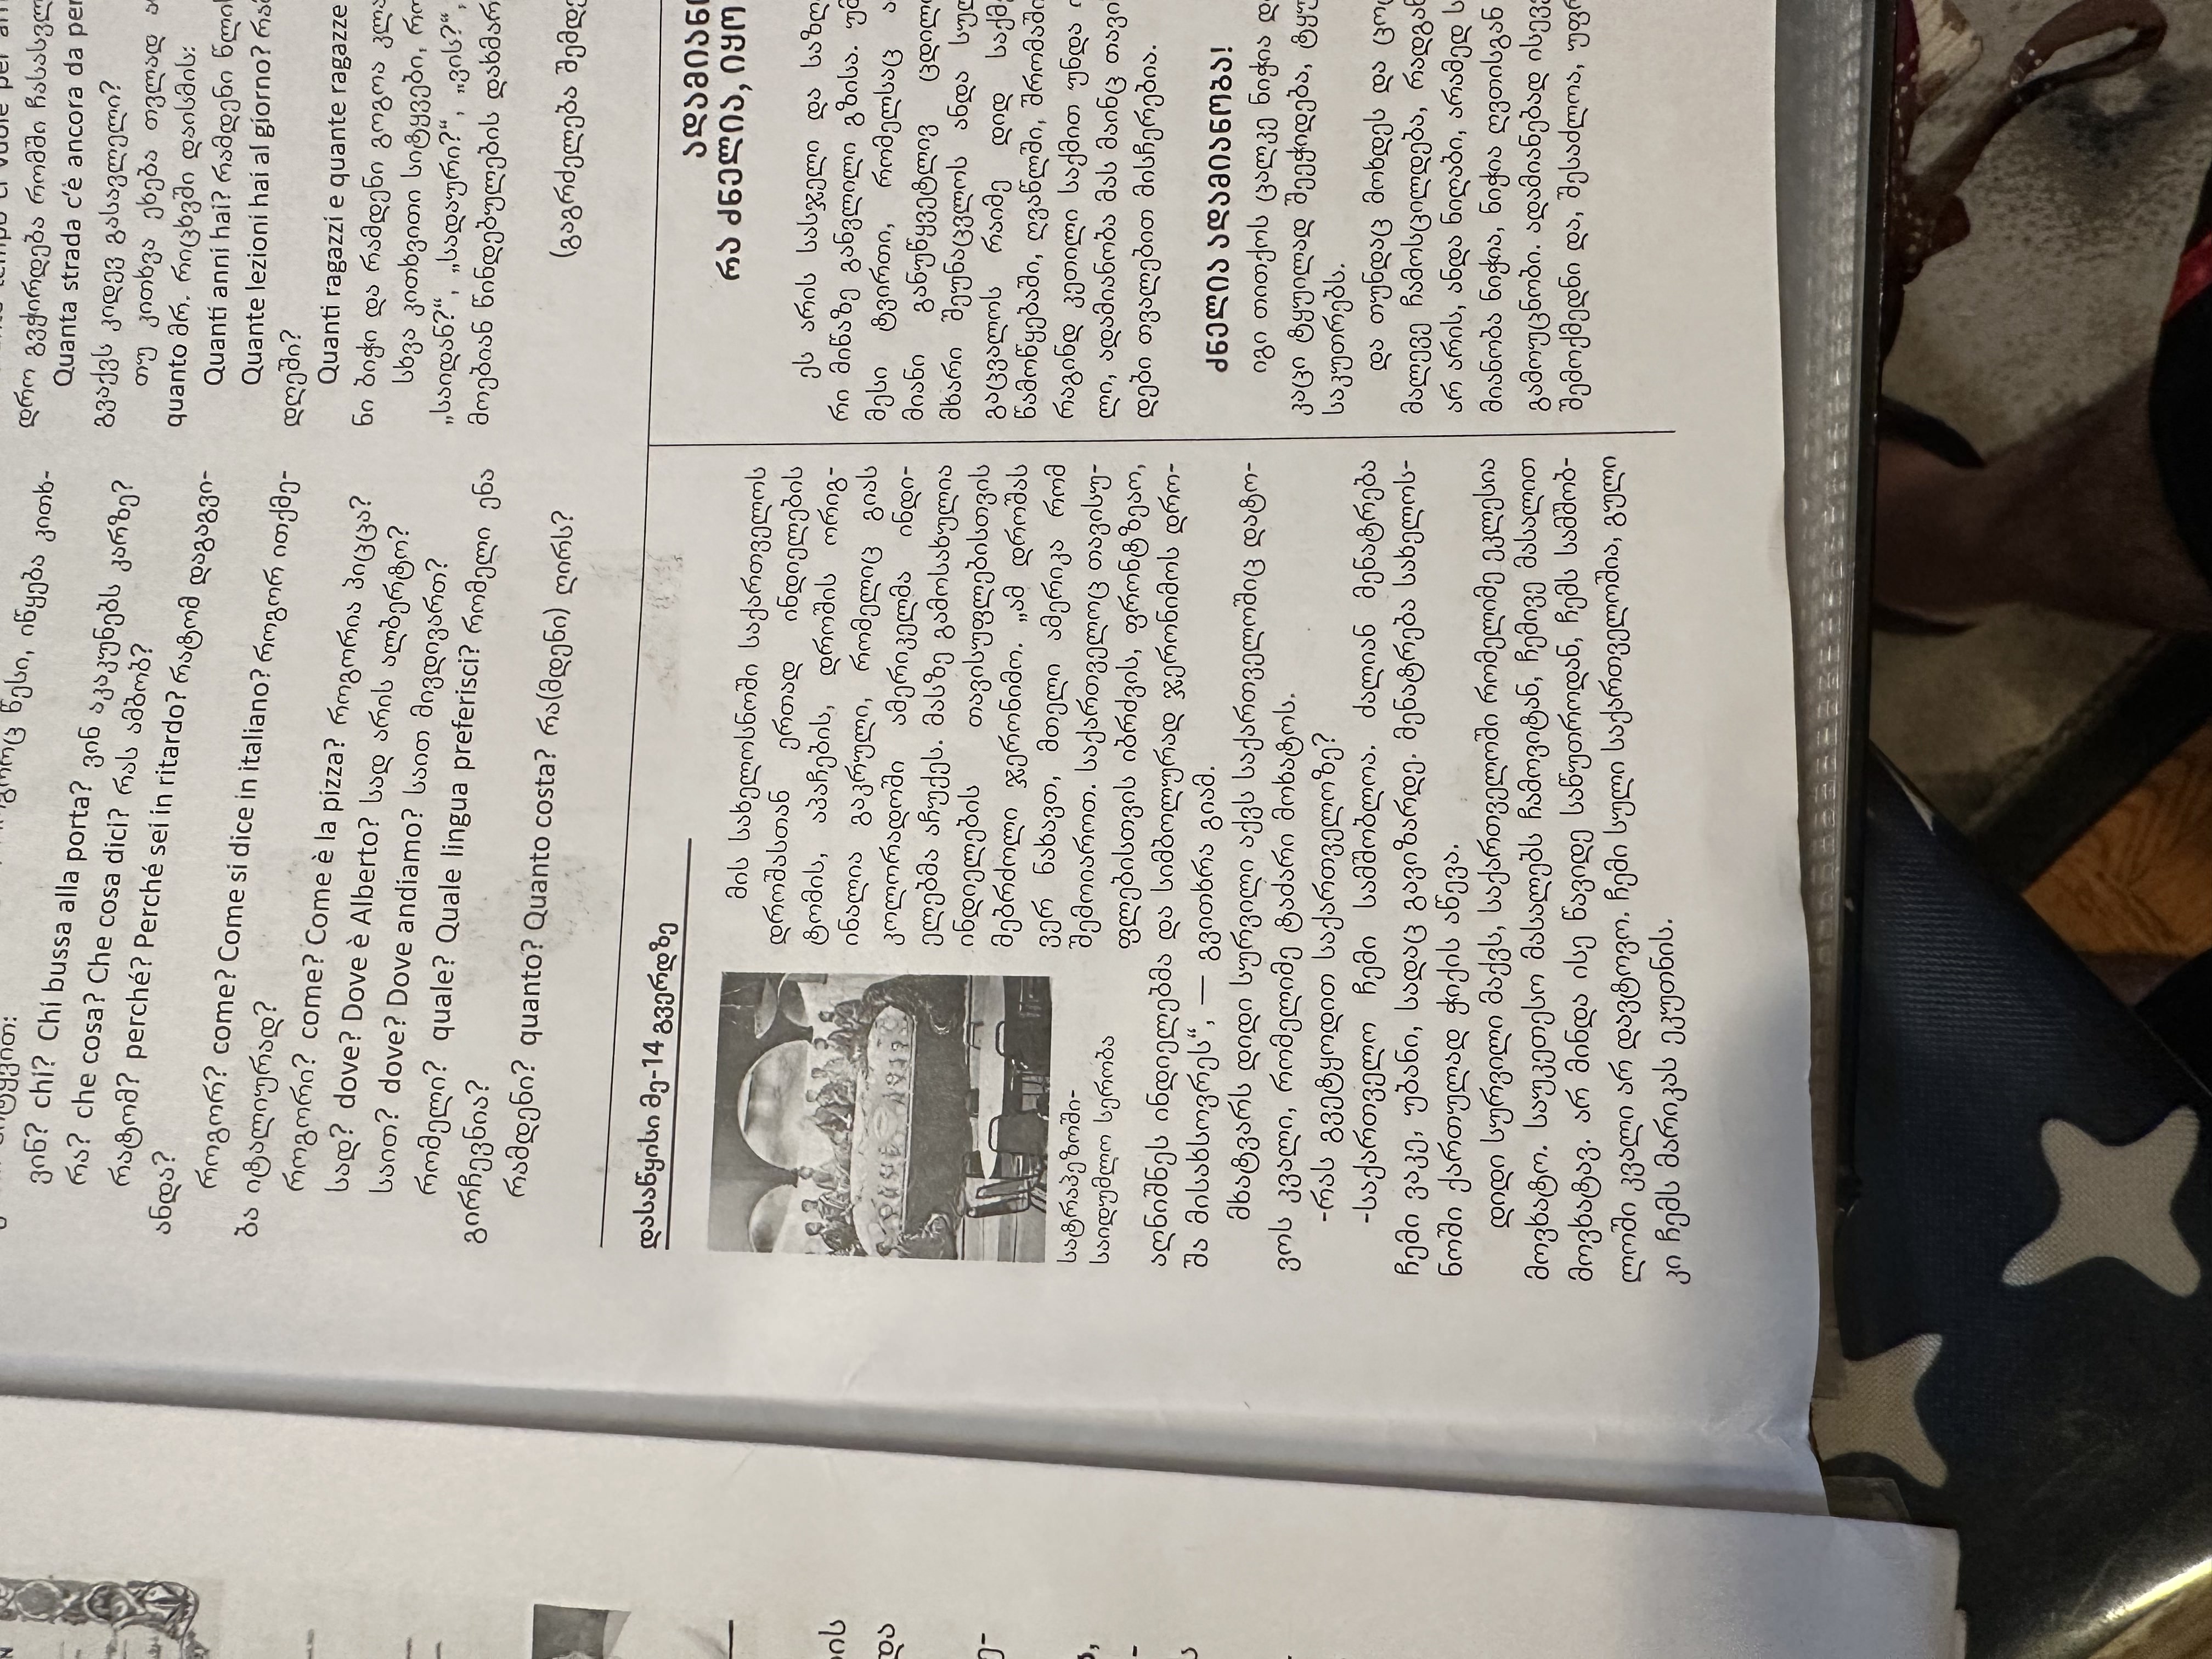 წესი, იწყება კითხ-
ვინ? chi? Chi bussa alla porta? ვინ აკაკუნებს კარზე?
რა? che cosa? Che cosa dici? რას ამბობ?
რატომ? perché? Perché sei in ritardo? რატომ დაგაგვი-
ანდა?
როგორ? come? Come si dice in italiano? როგორ ითქმე-
ბა იტალიურად?
როგორი? come? Come è la pizza? როგორია პიცცა?
სად? dove? Dove è Alberto? სად არის ალბერტო?
საით? dove? Dove andiamo? საით მივდივართ?
რომელი? quale? Quale lingua preferisci? რომელი ენა
გირჩევნია?
რამდენი? quanto? Quanto costa? რა(მდენი) ღირს?
დრო გვჭირდება რომში
Quanta strada c'è ancora da
გვაქვს კიდევ გასავლელი?
თუ კითხვა ეხება თვლად
quanto მრ. რიცხვში დაისმის:
Quanti anni hai? რამდენი
Quante lezioni hai al giorno?
დღეში?
Quanti ragazzi e quante ragazze
ნი ბიჭი და რამდენი გოგოა
სხვა კითხვითი სიტყვები,
„საიდან?“, „სადაური?“, „ვის?“,
მოებიან წინდებულების
(გაგრძელება
დასაწყისი მე-14 გვერდზე
სატრაპეზოში-
საიდუმლო სერობა
მის სახელოსნოში საქართველოს
დროშასთან ერთად ინდიელების
ტომის, აპაჩების, დროშის ორიგ-
ინალია გაკრული, რომელიც გიას
კოლორადოში ამერიკელმა ინდი-
ელებმა აჩუქეს. მასზე გამოსახულია
ინდიელების თავისუფლებისთვის
მებრძოლი ჯერონიმო. „ამ დროშას
ვერ ნახავთ, მთელი ამერიკა რომ
შემოიაროთ. საქართველოც თავისუ-
ფლებისთვის იბრძვის, ფრონტზეაო,
აღნიშნეს ინდიელებმა და სიმბოლურად ჯერონიმოს დრო-
შა მისახსოვრეს“, — გვითხრა გიამ.
მხატვარს დიდი სურვილი აქვს საქართველოშიც დატო-
ვოს კვალი, რომელიმე ტაძარი მოხატოს.
-რას გვეტყოდით საქართველოზე?
-საქართველო ჩემი სამშობლოა. ძალიან მენატრება
ჩემი ვაკე, უბანი, სადაც გავიზარდე. მენატრება სახელოს-
ნოში ქართულად ჭიქის აწევა.
დიდი სურვილი მაქვს, საქართველოში რომელიმე ეკლესია
მოვხატო. საუკეთესო მასალებს ჩამოვიტან, ჩემივე მასალით
მოვხატავ. არ მინდა ისე წავიდე საწუთროდან, ჩემს სამშობ-
ლოში კვალი არ დავტოვო. ჩემი სული საქართველოშია, გული
კი ჩემს მარიკას ეკუთნის.
რა ძნელია, იყო
ეს არის სასჯელი და
რი მიწაზე განვლილი გზისა.
მესი ტვირთი, რომელსაც
მიანი განუწყვეტლივ
მხარი შეუნაცვლოს ანდა
გაცვალოს რაიმე დიდ
წამოწყებაში, ღვაწლში, შრომაში
რაგინდ კეთილი საქმით უნდა
ლი, ადამიანობა მას მაინც
დები თვალებით მისჩერებია.
ძნელია ადამიანობა!
იგი თითქოს ცალკე ნიჭია
კაცი ტყუილად შეეჭიდება,
საკუთრებს.
და თუნდაც მოხდეს და
მალევე ჩამოსცილდება,
არ არის, ანდა ნიღაბი, არამედ
მიანობა ნიჭია, ნიჭია ღვთისგან
გამოუცნობი. ადამიანებად
შემოქმედნი და, შესაძლოა,